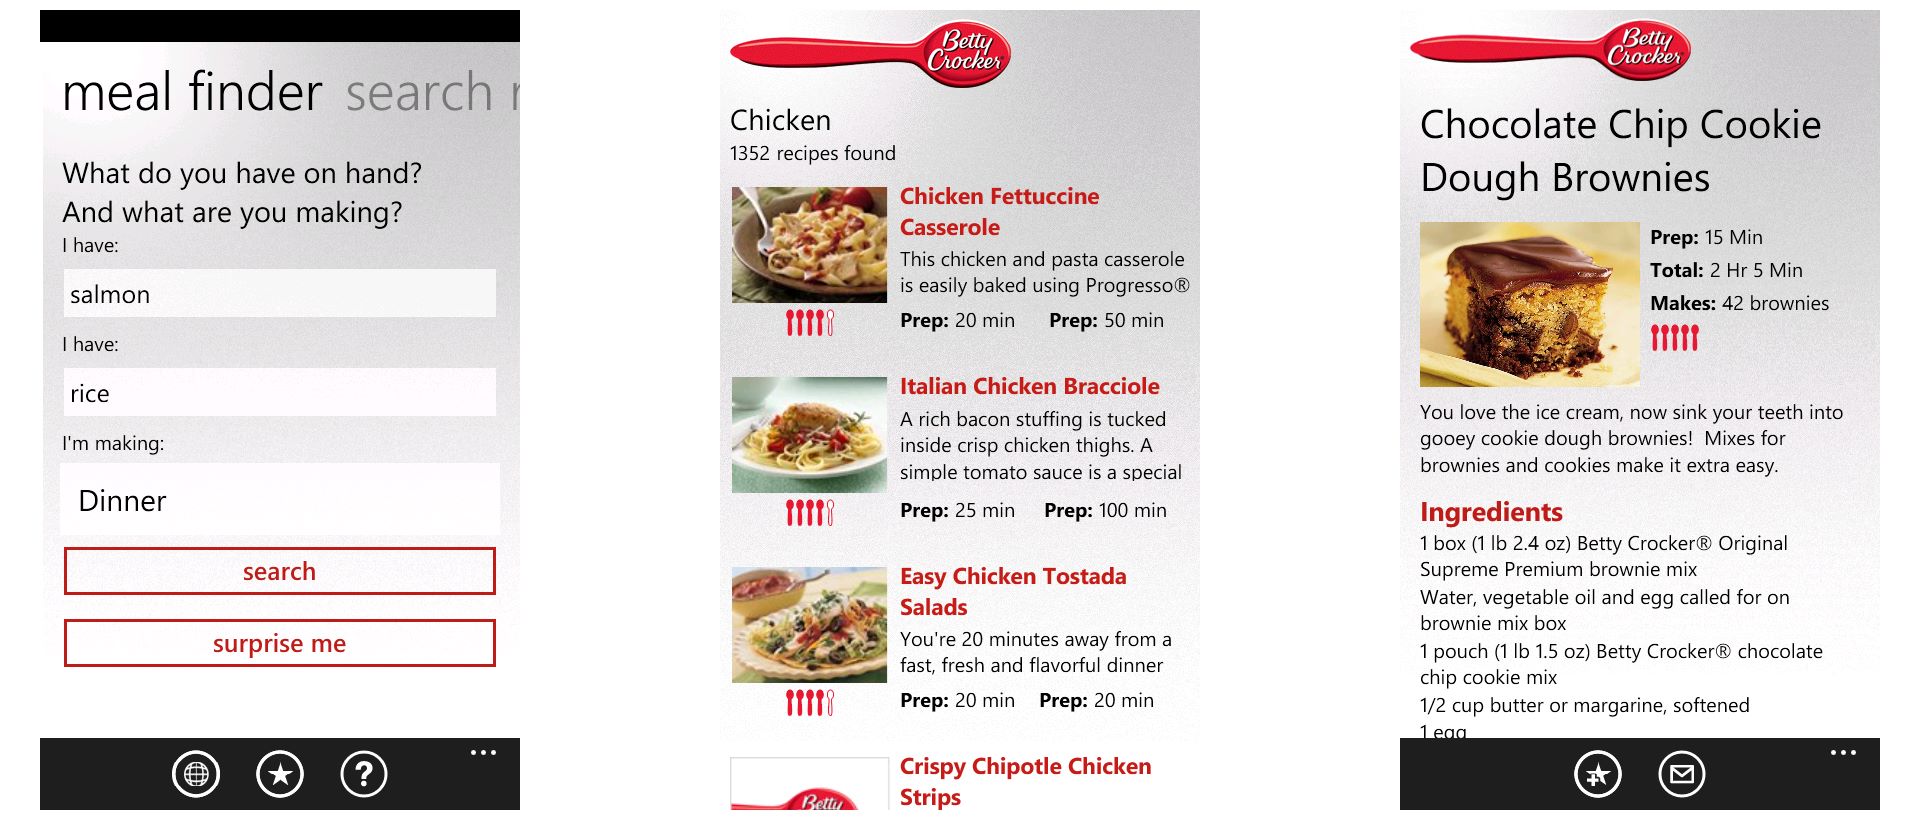 meal finder search
What do you have on hand?
And what are you making?
I have:
salmon
I have:
rice
I'm making:
Dinner
search
surprise me
Betty
Crocker
Chicken
1352 recipes found
Chicken Fettuccine
Casserole
This chicken and pasta casserole
is easily baked using Progresso®
Prep: 20 min Prep: 50 min
Italian Chicken Bracciole
A rich bacon stuffing is tucked
inside crisp chicken thighs. A
simple tomato sauce is a special
Prep: 25 min Prep: 100 min
Easy Chicken Tostada
Salads
You're 20 minutes away from a
fast, fresh and flavorful dinner
Prep: 20 min Prep: 20 min
Crispy Chipotle Chicken
Strips
Betty
Betty
Crocker
Chocolate Chip Cookie
Dough Brownies
Prep: 15 Min
Total: 2 Hr 5 Min
Makes: 42 brownies
You love the ice cream, now sink your teeth into
gooey cookie dough brownies! Mixes for
brownies and cookies make it extra easy.
Ingredients
1 box (1 lb 2.4 oz) Betty Crocker® Original
Supreme Premium brownie mix
Water, vegetable oil and egg called for on
brownie mix box
1 pouch (1 lb 1.5 oz) Betty Crocker® chocolate
chip cookie mix
1/2 cup butter or margarine, softened
1 egg